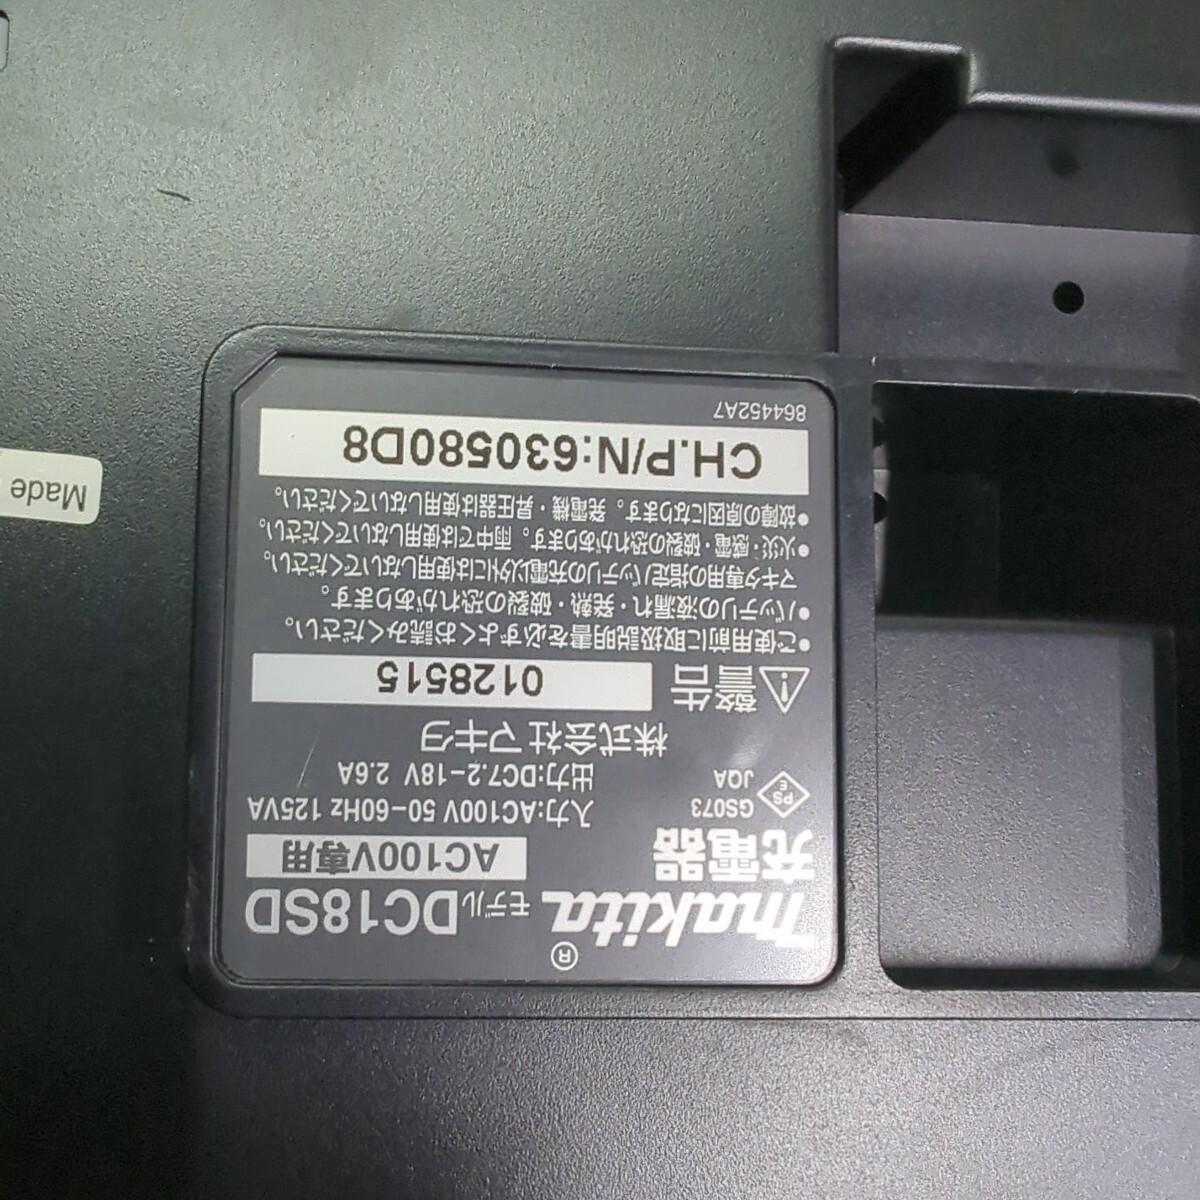 makita® モデル DC18SD
充電器 AC100V専用
PS E GS073 JQA
入力:AC100V 50-60Hz 125VA
出力:DC7.2-18V 2.6A
株式会社 マキタ
警告 0128515
●ご使用前に取扱説明書を必ずよくお読みください。
●バッテリの液漏れ・発熱・破裂の恐れがあります。
マキタ専用の指定バッテリの充電以外には使用しないでください。
●火災・感電・破裂の恐れがあります。雨中では使用しないでください。
●故障の原因になります。発電機・昇圧器は使用しないでください。
CH.P/N:630580D8
864452A7
Made